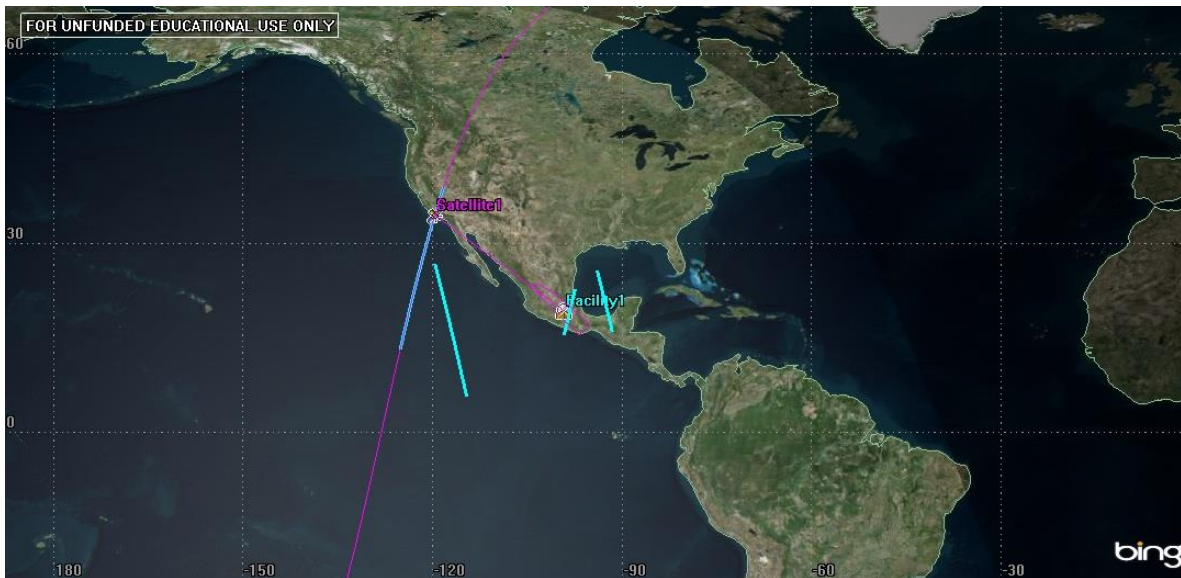 FOR UNFUNDED EDUCATIONAL USE ONLY
60
Satellite1
30
Facility1
0
-180 -150 -120 -90 -60 -30
bing